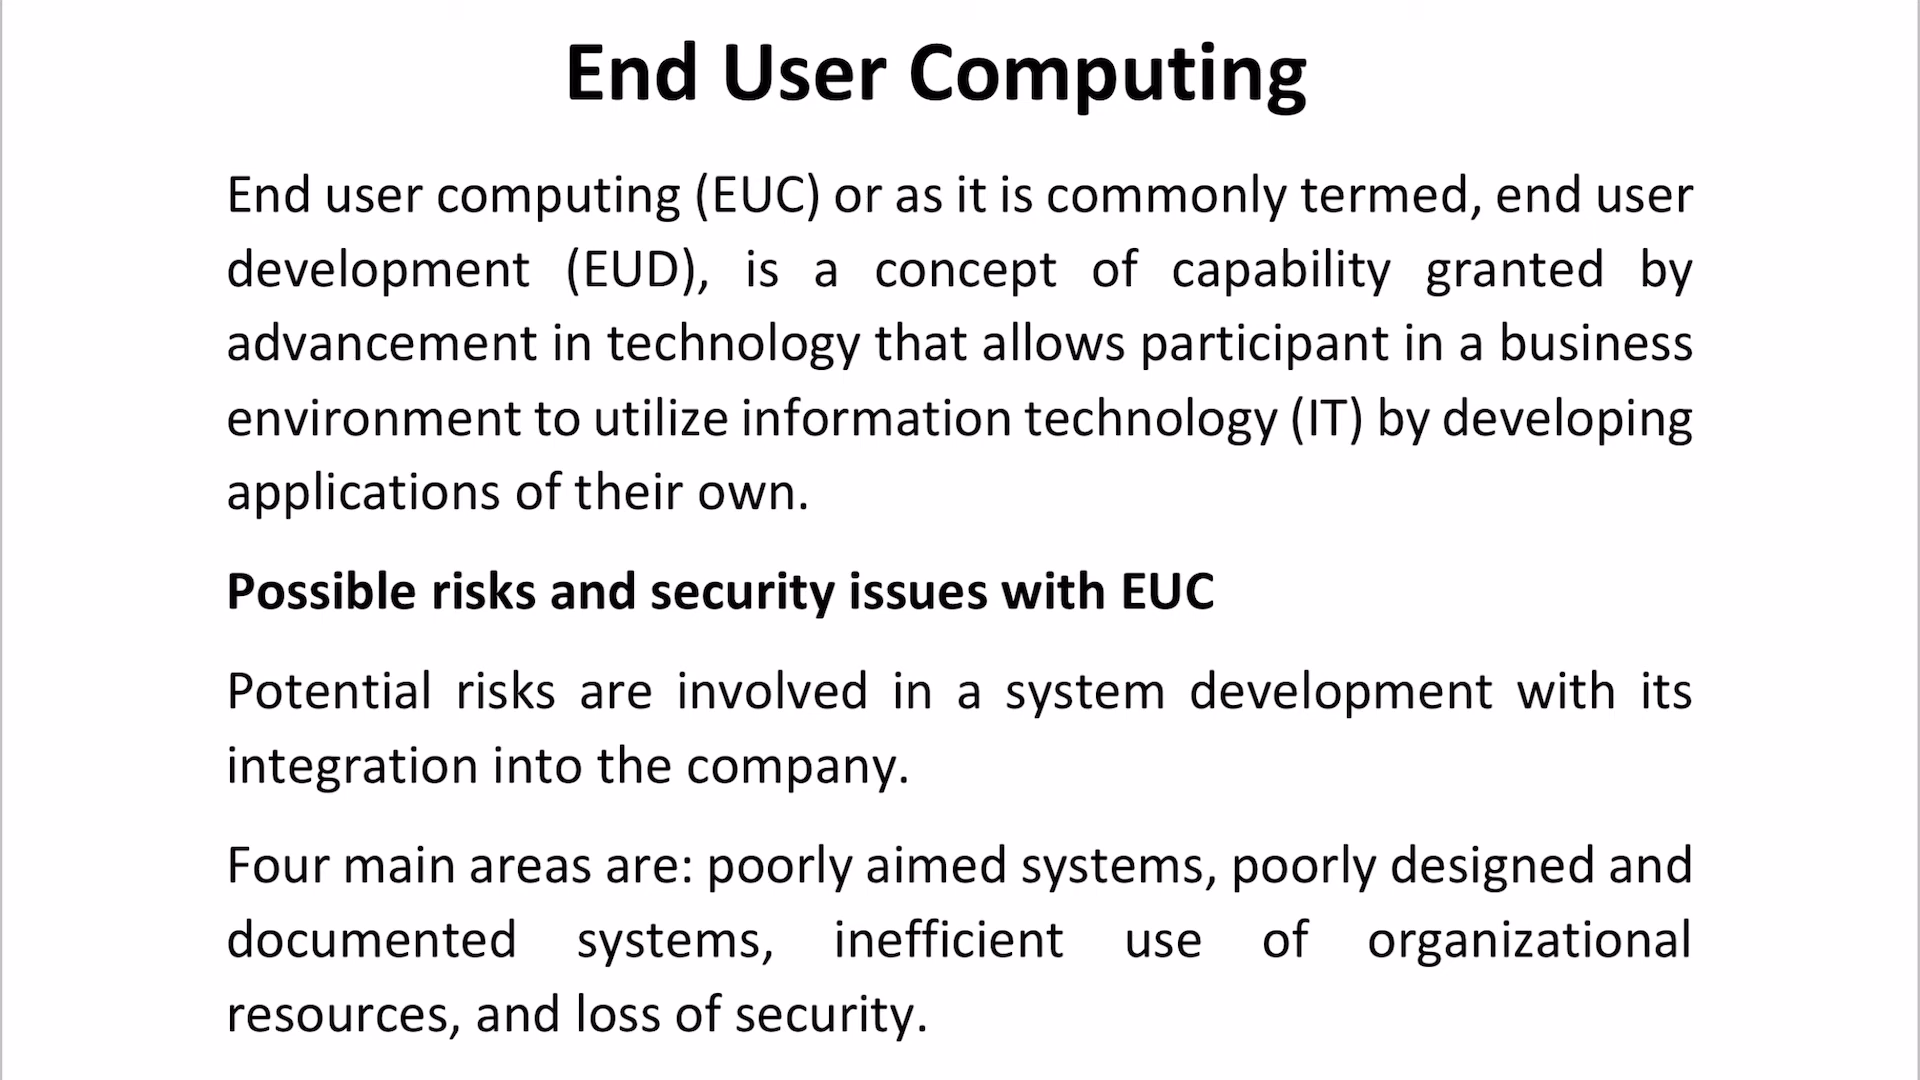 End User Computing
End user computing (EUC) or as it is commonly termed, end user
development (EUD), is a concept of capability granted by
advancement in technology that allows participant in a business
environment to utilize information technology (IT) by developing
applications of their own.
Possible risks and security issues with EUC
Potential risks are involved in a system development with its
integration into the company.
Four main areas are: poorly aimed systems, poorly designed and
documented systems, inefficient use of organizational
resources, and loss of security.